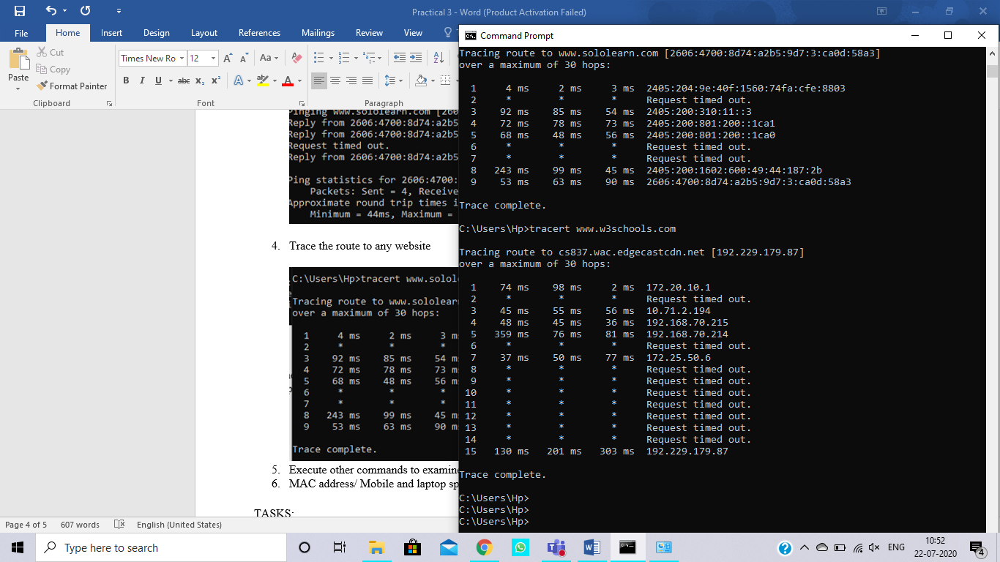 Practical 3 - Word (Product Activation Failed)
File Home Insert Design Layout References Mailings Review View
Cut
Copy
Format Painter
Paste
Clipboard
Times New Ro 12
Font
Paragraph
Pinging www.sololearn.com [260
Reply from 2606:4700:8d74:a2b5
Reply from 2606:4700:8d74:a2b5
Request timed out.
Reply from 2606:4700:8d74:a2b5
Ping statistics for 2606:4700:
Packets: Sent = 4, Receive
Approximate round trip times i
Minimum = 44ms, Maximum =
4. Trace the route to any website
C:\Users\Hp>tracert www.solol
Tracing route to www.sololearn
over a maximum of 30 hops:
1 4 ms 2 ms 3 m
2 * * *
3 92 ms 85 ms 54 m
4 72 ms 78 ms 73 m
5 68 ms 48 ms 56 m
6 * * *
7 * * *
8 243 ms 99 ms 45 m
9 53 ms 63 ms 90 m
Trace complete.
5. Execute other commands to examin
6. MAC address/ Mobile and laptop sp
TASKS:
Page 4 of 5 607 words English (United States)
Command Prompt
Tracing route to www.sololearn.com [2606:4700:8d74:a2b5:9d7:3:ca0d:58a3]
over a maximum of 30 hops:
1 4 ms 2 ms 3 ms 2405:204:9e:40f:1560:74fa:cfe:8803
2 * * * Request timed out.
3 92 ms 85 ms 54 ms 2405:200:310:11::3
4 72 ms 78 ms 73 ms 2405:200:801:200::1ca1
5 68 ms 48 ms 56 ms 2405:200:801:200::1ca0
6 * * * Request timed out.
7 * * * Request timed out.
8 243 ms 99 ms 45 ms 2405:200:1602:600:49:44:187:2b
9 53 ms 63 ms 90 ms 2606:4700:8d74:a2b5:9d7:3:ca0d:58a3
Trace complete.
C:\Users\Hp>tracert www.w3schools.com
Tracing route to cs837.wac.edgecastcdn.net [192.229.179.87]
over a maximum of 30 hops:
1 74 ms 98 ms 2 ms 172.20.10.1
2 * * * Request timed out.
3 45 ms 55 ms 56 ms 10.71.2.194
4 48 ms 45 ms 36 ms 192.168.70.215
5 359 ms 76 ms 81 ms 192.168.70.214
6 * * * Request timed out.
7 37 ms 50 ms 77 ms 172.25.50.6
8 * * * Request timed out.
9 * * * Request timed out.
10 * * * Request timed out.
11 * * * Request timed out.
12 * * * Request timed out.
13 * * * Request timed out.
14 * * * Request timed out.
15 130 ms 201 ms 303 ms 192.229.179.87
Trace complete.
C:\Users\Hp>
C:\Users\Hp>
C:\Users\Hp>
Type here to search
ENG
10:52
22-07-2020
4